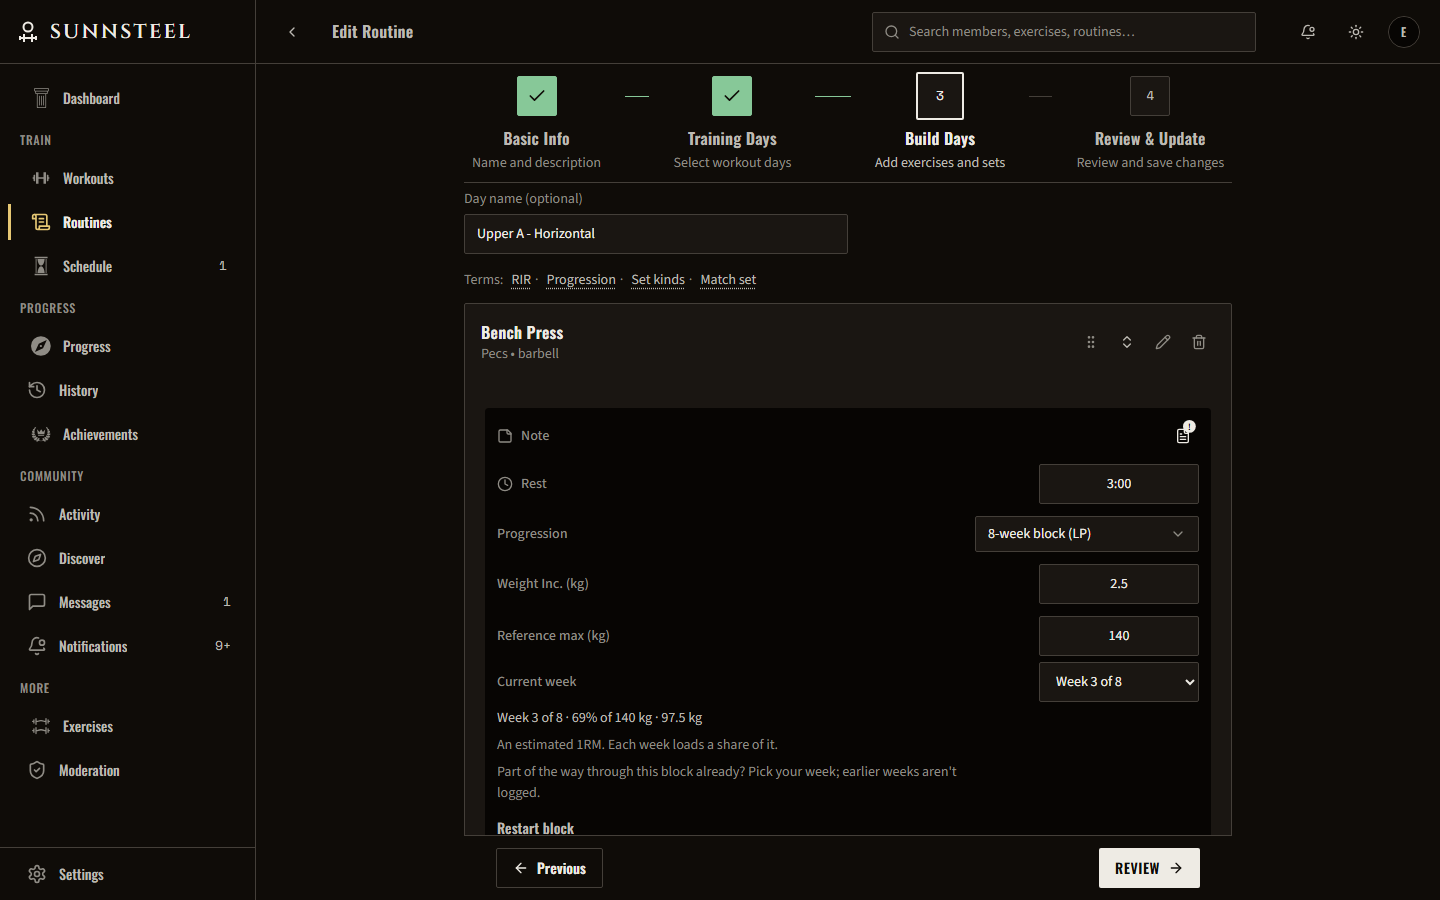 SUNNSTEEL
Edit Routine
Search members, exercises, routines...
E
Dashboard
TRAIN
Workouts
Routines
Schedule 1
PROGRESS
Progress
History
Achievements
COMMUNITY
Activity
Discover
Messages 1
Notifications 9+
MORE
Exercises
Moderation
Settings
3
4
Basic Info
Name and description
Training Days
Select workout days
Build Days
Add exercises and sets
Review & Update
Review and save changes
Day name (optional)
Upper A - Horizontal
Terms: RIR · Progression · Set kinds · Match set
Bench Press
Pecs • barbell
Note
!
Rest 3:00
Progression 8-week block (LP)
Weight Inc. (kg) 2.5
Reference max (kg) 140
Current week Week 3 of 8
Week 3 of 8 · 69% of 140 kg · 97.5 kg
An estimated 1RM. Each week loads a share of it.
Part of the way through this block already? Pick your week; earlier weeks aren't
logged.
Restart block
Previous
REVIEW